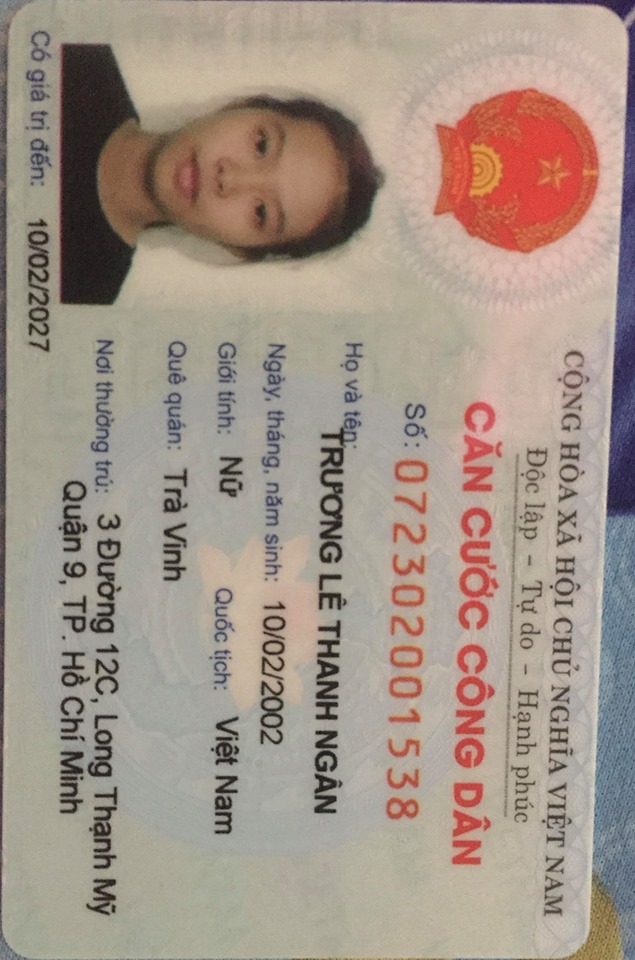 CỘNG HÒA XÃ HỘI CHỦ NGHĨA VIỆT NAM
Độc lập - Tự do - Hạnh phúc
CĂN CƯỚC CÔNG DÂN
Số: 072302001538
Họ và tên: TRƯƠNG LÊ THANH NGÂN
Ngày, tháng, năm sinh: 10/02/2002
Giới tính: Nữ Quốc tịch: Việt Nam
Quê quán: Trà Vinh
Nơi thường trú: 3 Đường 12C, Long Thạnh Mỹ
Quận 9, TP. Hồ Chí Minh
Có giá trị đến: 10/02/2027